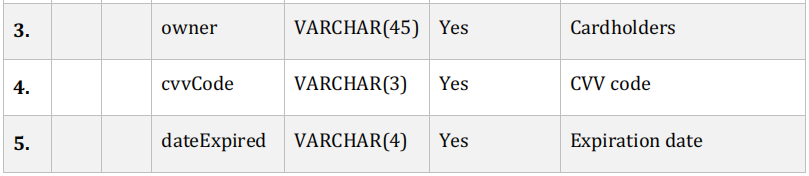 3. owner VARCHAR(45) Yes Cardholders
4. cvvCode VARCHAR(3) Yes CVV code
5. dateExpired VARCHAR(4) Yes Expiration date